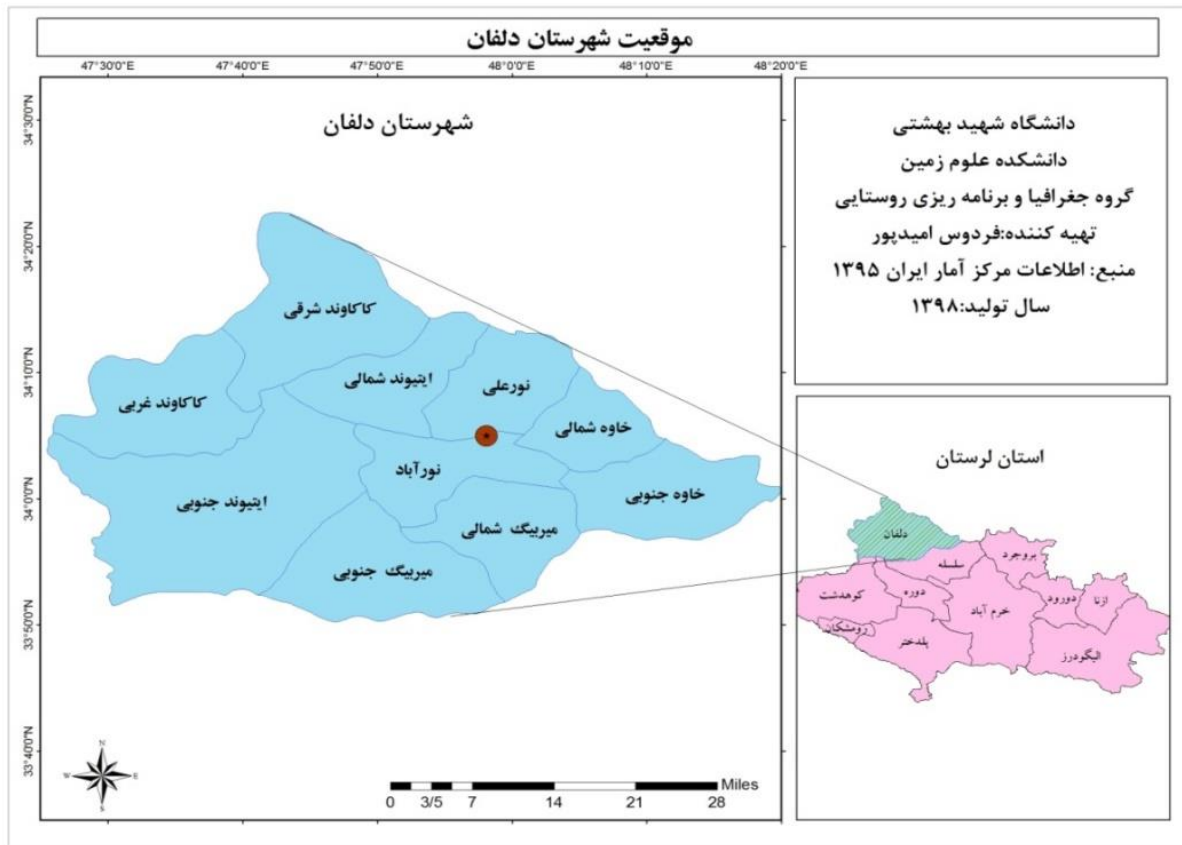 موقعیت شهرستان دلفان
47°30'0"E 47°40'0"E 47°50'0"E 48°0'0"E 48°10'0"E 48°20'0"E
34°30'0"N
34°20'0"N
34°10'0"N
34°0'0"N
33°50'0"N
33°40'0"N
شهرستان دلفان
کاکاوند شرقی
ایتیوند شمالی
نورعلی
کاکاوند غربی
خاوه شمالی
نورآباد
ایتیوند جنوبی
خاوه جنوبی
میربیگ شمالی
میربیگ جنوبی
N
W E
S
Miles
0 3/5 7 14 21 28
دانشگاه شهید بهشتی
دانشکده علوم زمین
گروه جغرافیا و برنامه ریزی روستایی
تهیه کننده:فردوس امیدپور
منبع: اطلاعات مرکز آمار ایران ۱۳۹۵
سال تولید:۱۳۹۸
استان لرستان
دلفان
بروجرد
سلسله
کوهدشت
دوره
خرم آباد
دورود
ازنا
رومشکان
پلدختر
الیگودرز